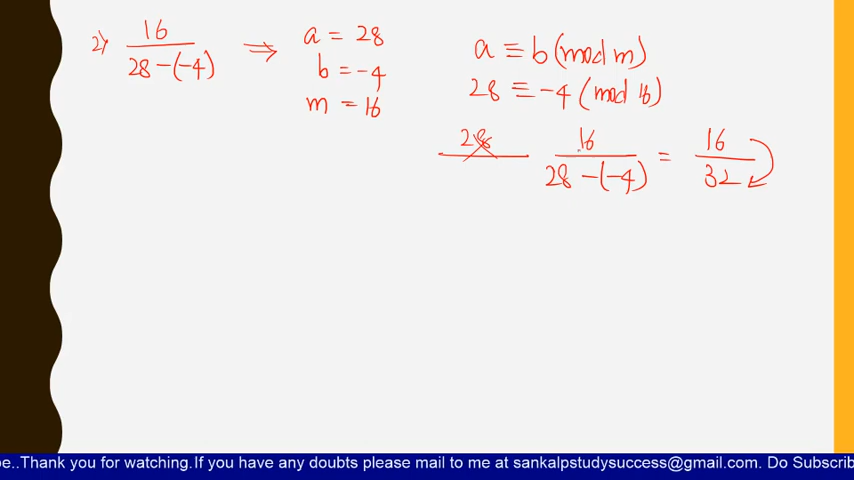 2) 16 / 28-(-4) ⇒ a = 28
b = -4
m = 16
a ≡ b (mod m)
28 ≡ -4 (mod 16)
28 16 / 28-(-4) = 16 / 32
e..Thank you for watching.If you have any doubts please mail to me at sankalpstudysuccess@gmail.com. Do Subscrib